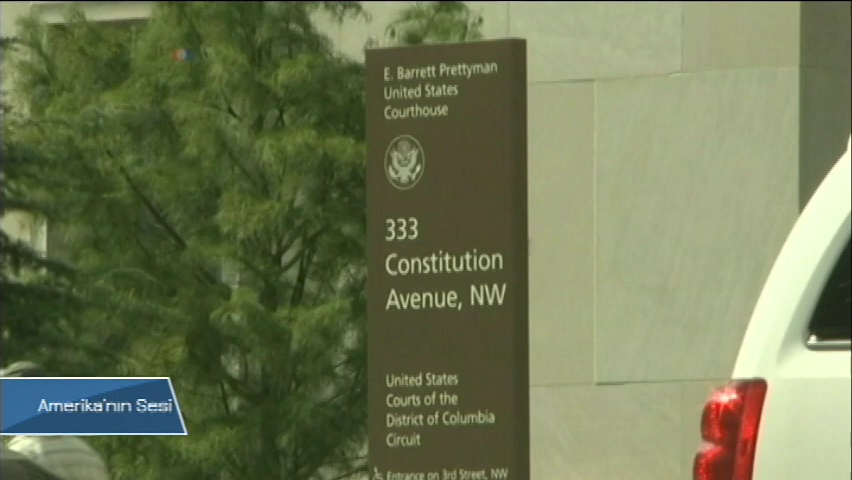 E. Barrett Prettyman
United States
Courthouse
333
Constitution
Avenue, NW
United States
Courts of the
District of Columbia
Circuit
Entrance on 3rd Street, NW
Amerika'nın Sesi